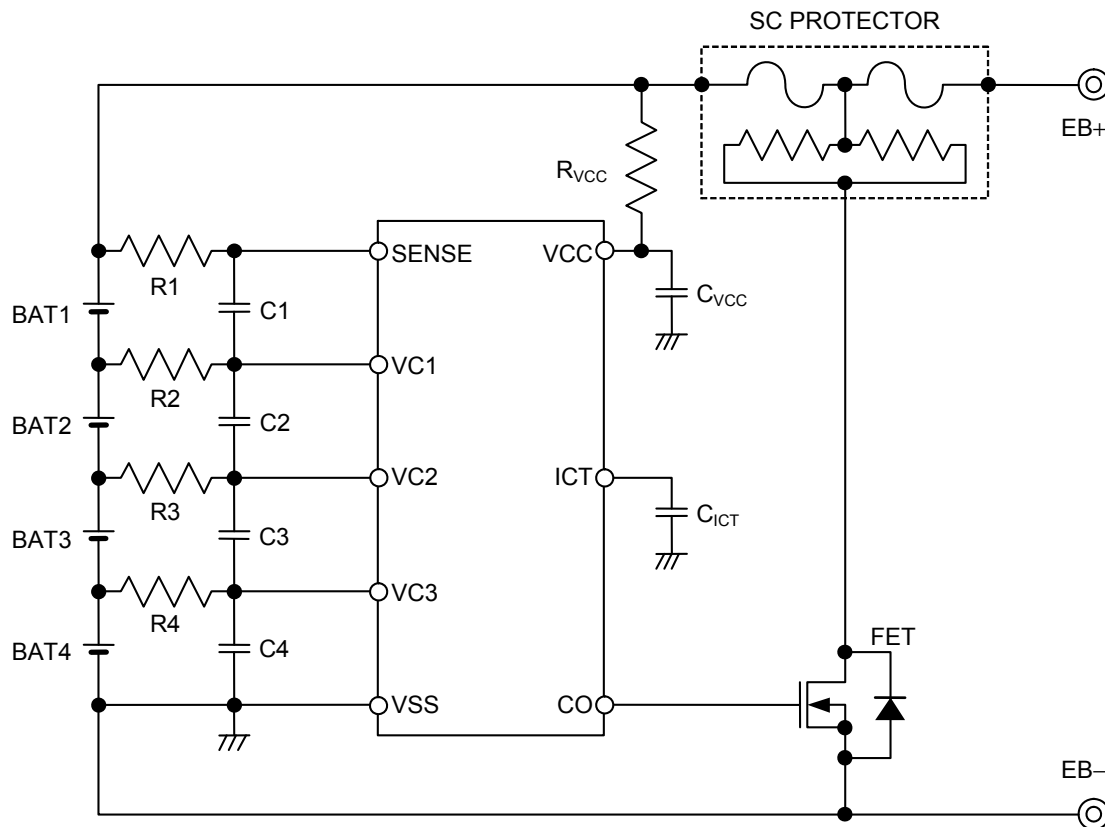 SC PROTECTOR
EB+
RVCC
SENSE
VCC
R1
BAT1
C1
CVCC
VC1
R2
BAT2
C2
VC2
ICT
R3
CICT
BAT3
C3
VC3
R4
BAT4
C4
FET
VSS
CO
EB−